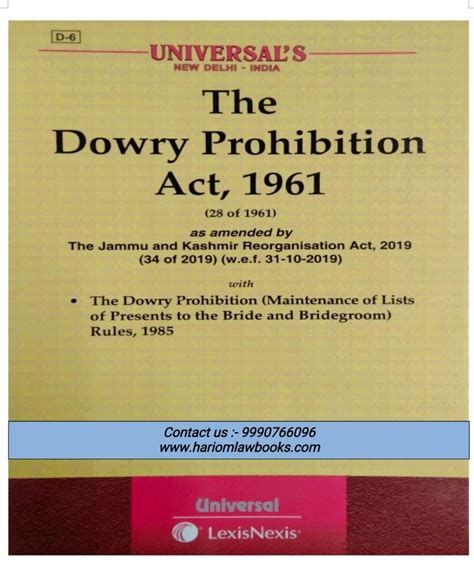 D-6
UNIVERSAL'S
NEW DELHI - INDIA
The
Dowry Prohibition
Act, 1961
(28 of 1961)
as amended by
The Jammu and Kashmir Reorganisation Act, 2019
(34 of 2019) (w.e.f. 31-10-2019)
with
• The Dowry Prohibition (Maintenance of Lists
of Presents to the Bride and Bridegroom)
Rules, 1985
Contact us :- 9990766096
www.hariomlawbooks.com
Universal
LexisNexis